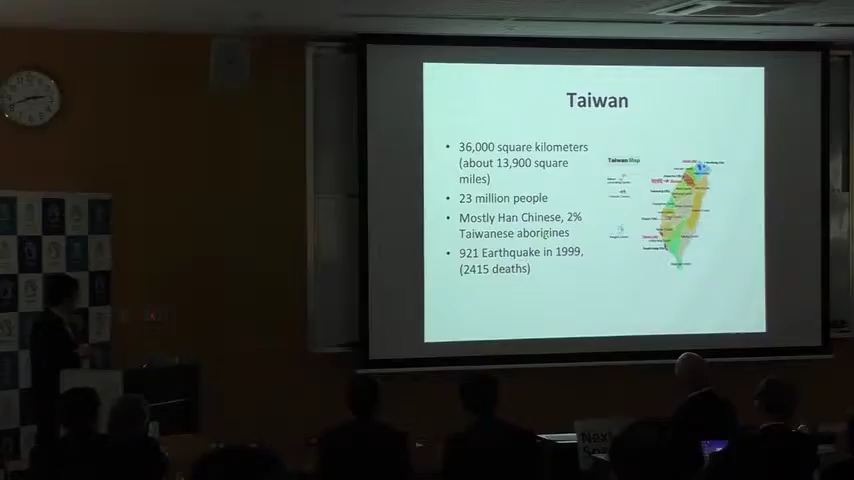 Taiwan
• 36,000 square kilometers
(about 13,900 square
miles)
• 23 million people
• Mostly Han Chinese, 2%
Taiwanese aborigines
• 921 Earthquake in 1999,
(2415 deaths)
Taiwan Map
Next